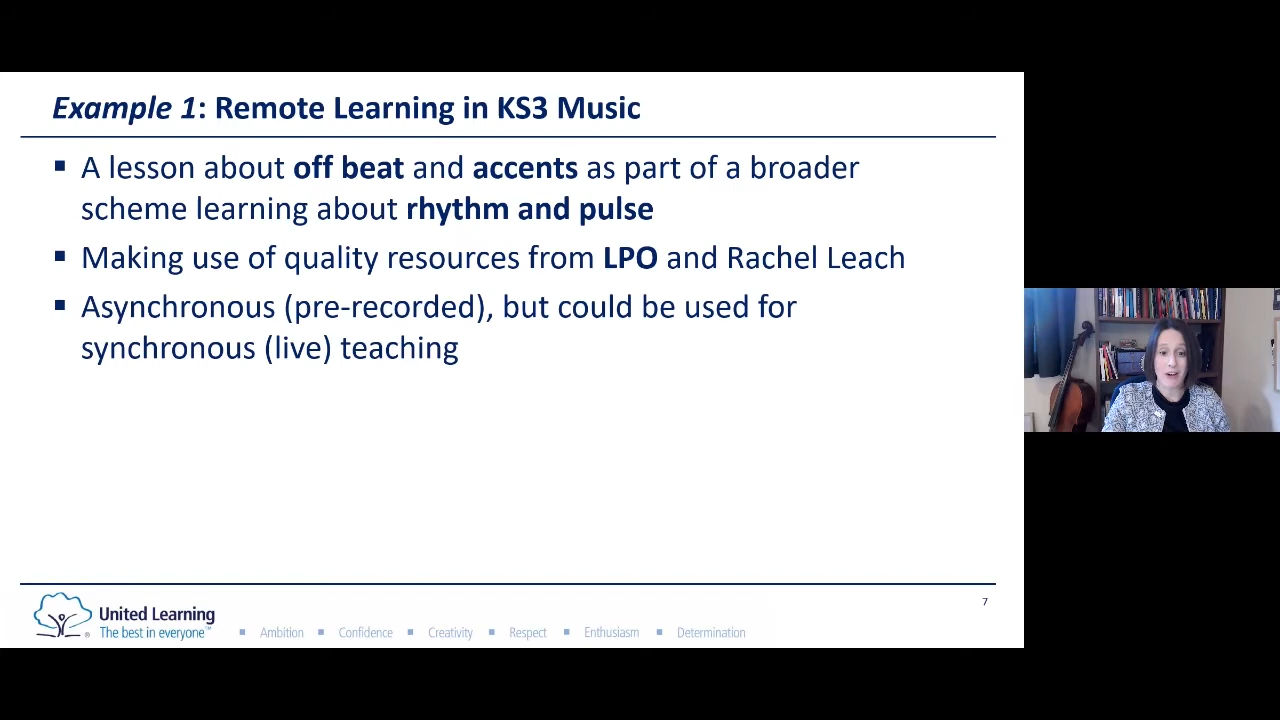 Example 1: Remote Learning in KS3 Music
▪ A lesson about off beat and accents as part of a broader
scheme learning about rhythm and pulse
▪ Making use of quality resources from LPO and Rachel Leach
▪ Asynchronous (pre-recorded), but could be used for
synchronous (live) teaching
7
United Learning
The best in everyone™
▪ Ambition ▪ Confidence ▪ Creativity ▪ Respect ▪ Enthusiasm ▪ Determination